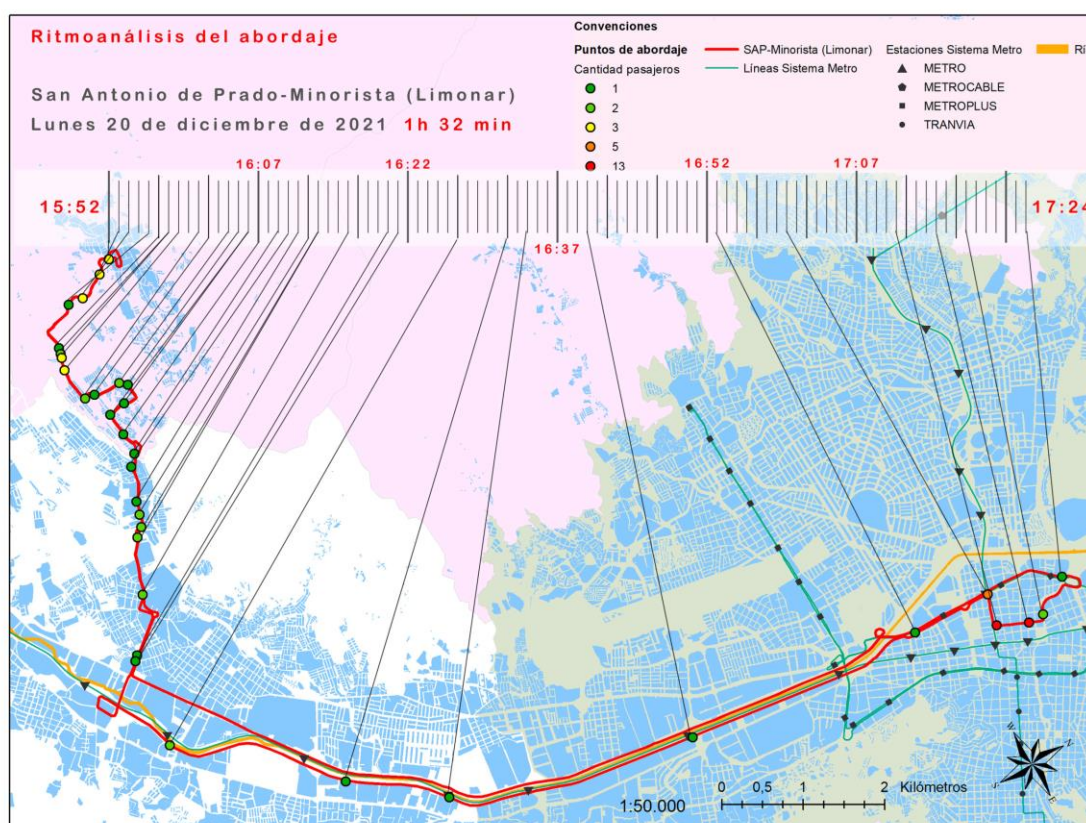 Ritmoanálisis del abordaje
San Antonio de Prado-Minorista (Limonar)
Lunes 20 de diciembre de 2021 1h 32 min
Convenciones
Puntos de abordaje
Cantidad pasajeros
1
2
3
5
13
SAP-Minorista (Limonar)
Líneas Sistema Metro
Estaciones Sistema Metro
METRO
METROCABLE
METROPLUS
TRANVIA
Ri
15:52
16:07
16:22
16:37
16:52
17:07
17:24
1:50.000
0 0,5 1 2 Kilómetros
N
W
S
E